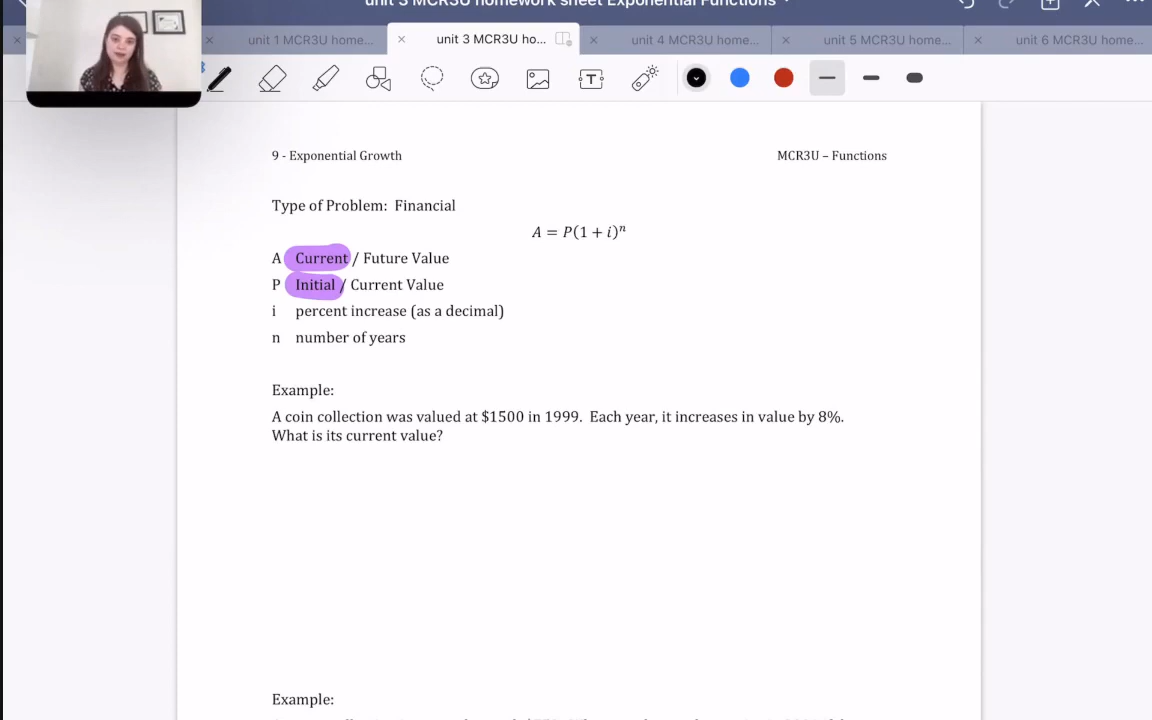 unit 3 MCR3U homework sheet Exponential Functions
unit 1 MCR3U home...
unit 3 MCR3U ho...
unit 4 MCR3U home...
unit 5 MCR3U home...
unit 6 MCR3U home...
T
9 - Exponential Growth
MCR3U – Functions
Type of Problem: Financial
A = P(1 + i)ⁿ
A Current / Future Value
P Initial / Current Value
i percent increase (as a decimal)
n number of years
Example:
A coin collection was valued at $1500 in 1999. Each year, it increases in value by 8%.
What is its current value?
Example: